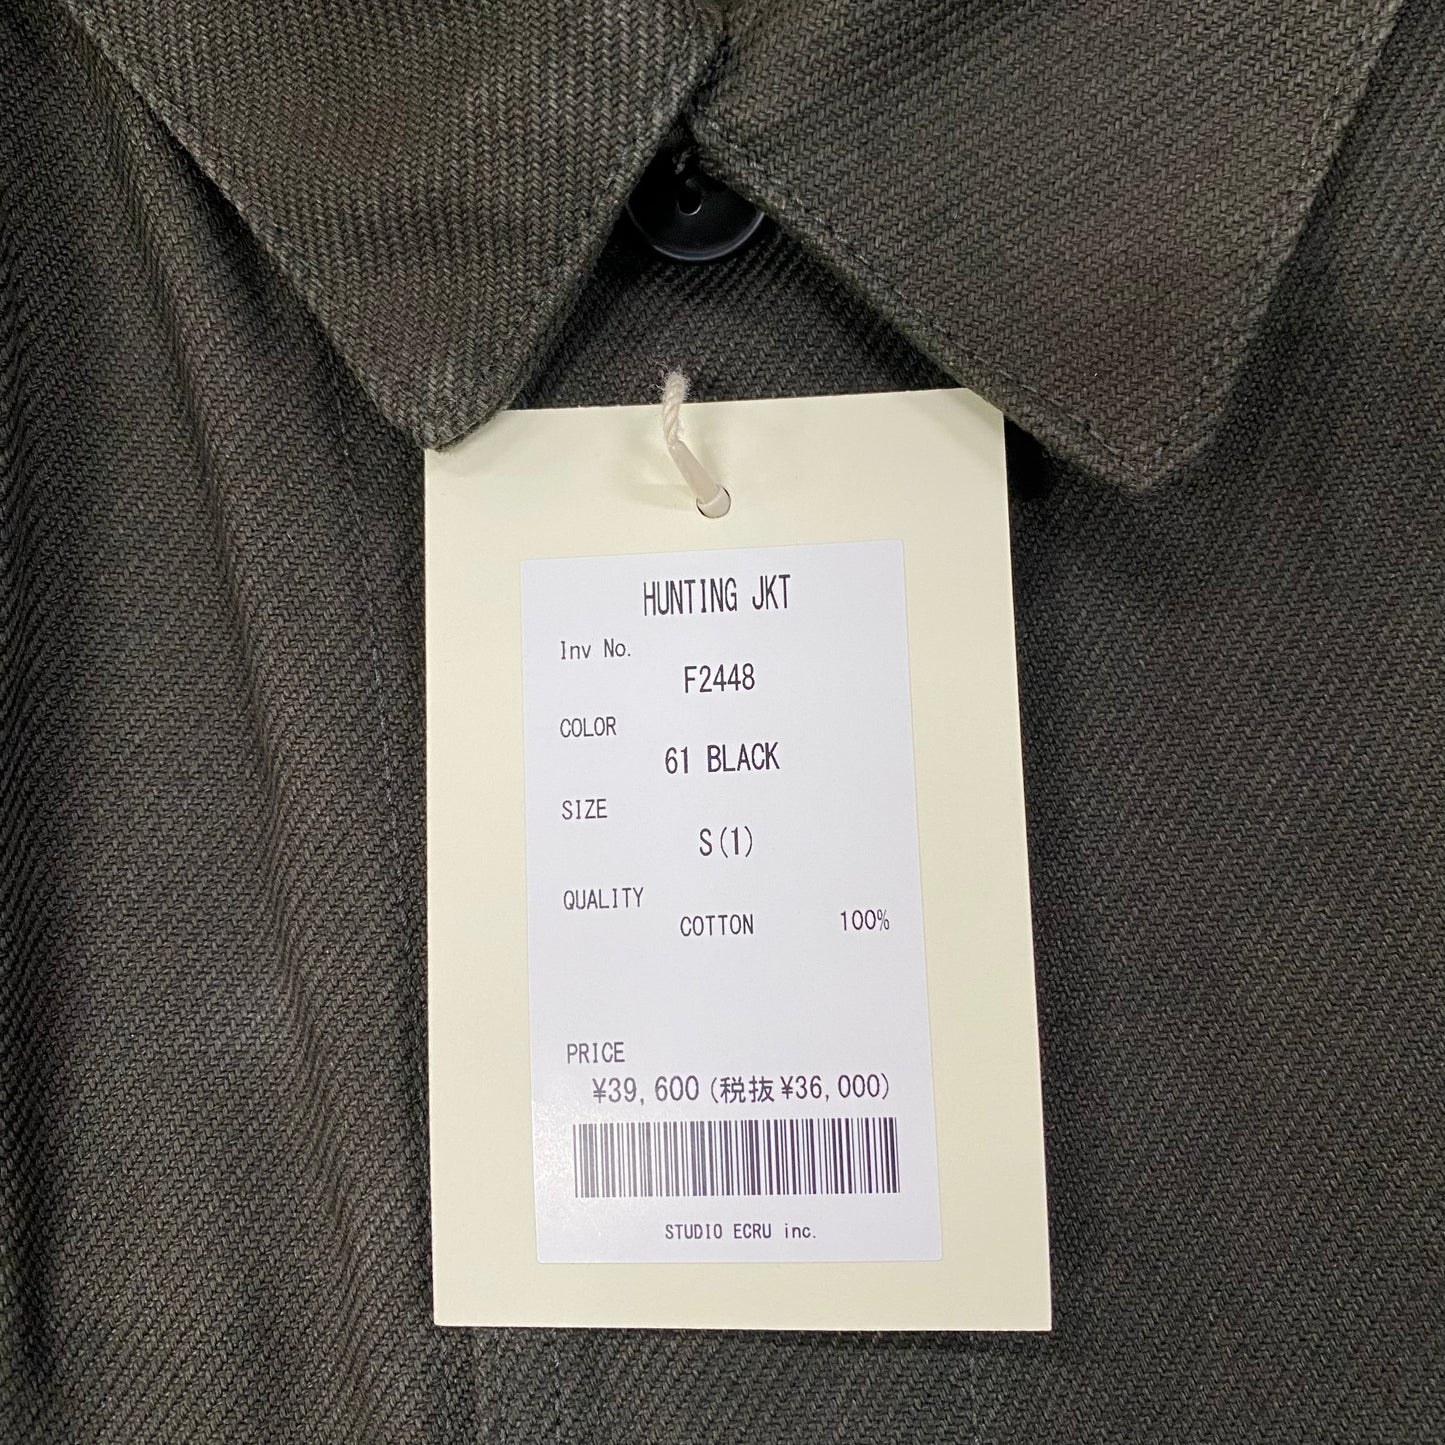 HUNTING JKT
Inv No.
F2448
COLOR
61 BLACK
SIZE
S(1)
QUALITY
COTTON 100%
PRICE
¥39,600(税抜¥36,000)
STUDIO ECRU inc.